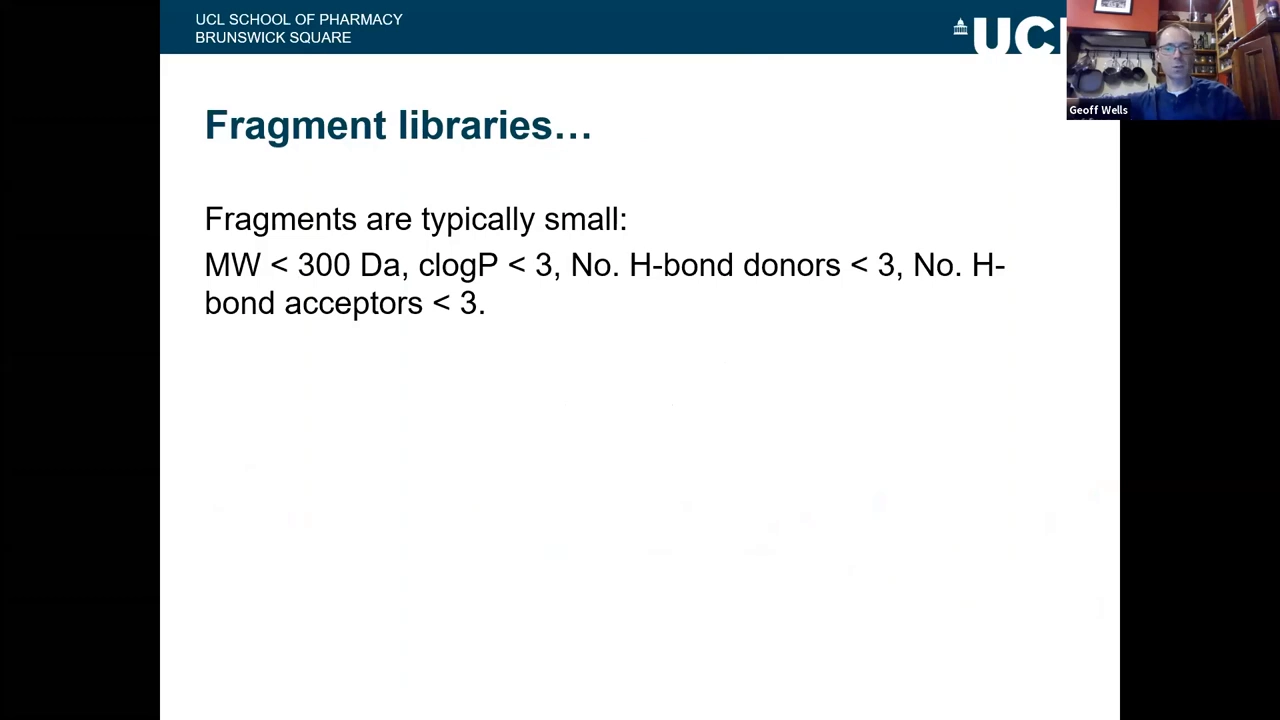 UCL SCHOOL OF PHARMACY
BRUNSWICK SQUARE
UCL
Geoff Wells
Fragment libraries…
Fragments are typically small:
MW < 300 Da, clogP < 3, No. H-bond donors < 3, No. H-
bond acceptors < 3.